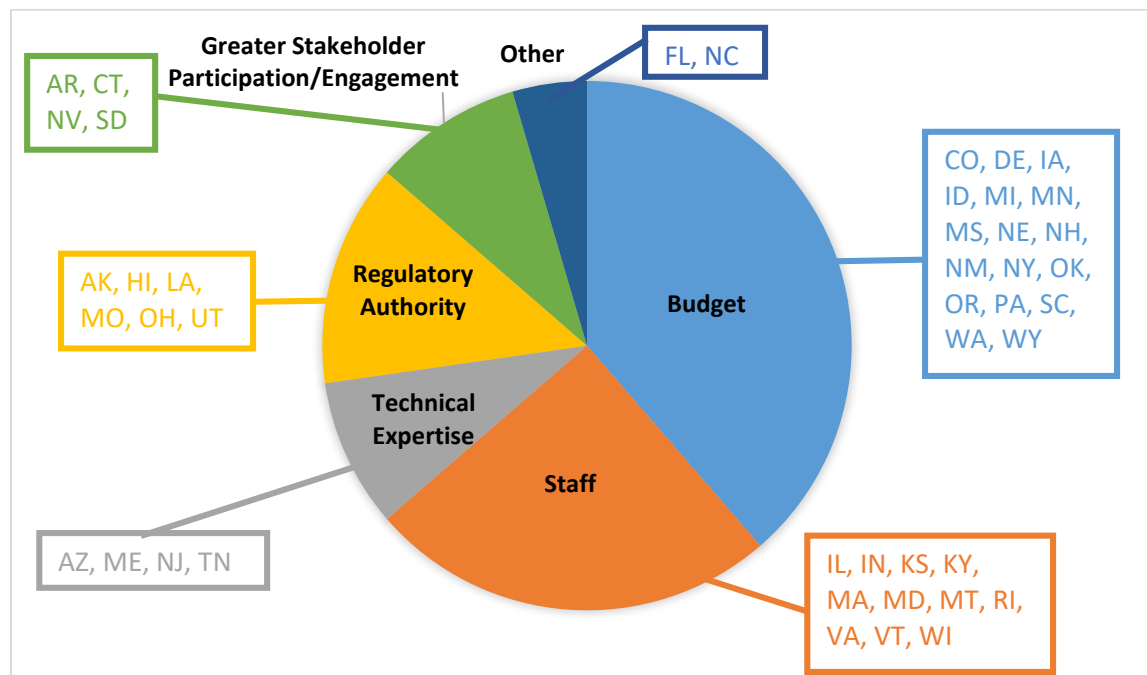 Greater Stakeholder
Participation/Engagement
Other
FL, NC
AR, CT,
NV, SD
CO, DE, IA,
ID, MI, MN,
MS, NE, NH,
NM, NY, OK,
OR, PA, SC,
WA, WY
AK, HI, LA,
MO, OH, UT
Regulatory
Authority
Budget
Technical
Expertise
Staff
AZ, ME, NJ, TN
IL, IN, KS, KY,
MA, MD, MT, RI,
VA, VT, WI